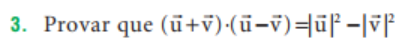 3. Provar que (u⃗+v⃗)·(u⃗−v⃗)=|u⃗|²−|v⃗|²